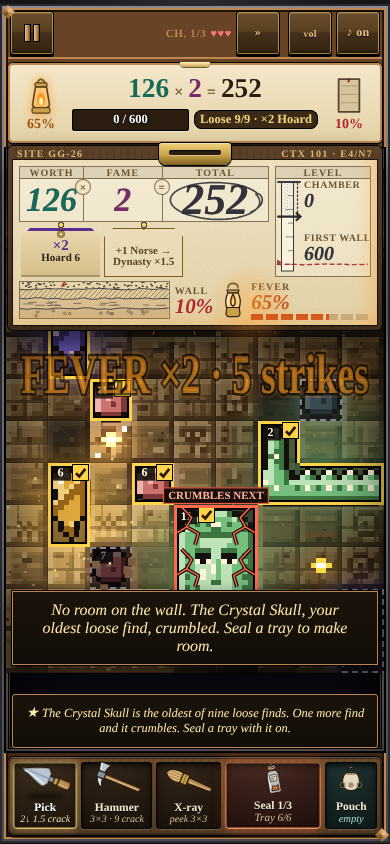 CH. 1/3 ♥♥♥ » vol ♪ on
126 × 2 = 252
65% 0 / 600 Loose 9/9 · ×2 Hoard 10%
SITE GG-26 CTX 101 · E4/N7
WORTH FAME TOTAL LEVEL
126 × 2 = 252
CHAMBER
0
×2
Hoard 6
+1 Norse →
Dynasty ×1.5
FIRST WALL
600
WALL
10%
FEVER
65%
FEVER ×2 · 5 strikes
2
6
6
CRUMBLES NEXT
1
No room on the wall. The Crystal Skull, your
oldest loose find, crumbled. Seal a tray to make
room.
★ The Crystal Skull is the oldest of nine loose finds. One more find
and it crumbles. Seal a tray with it on.
Pick
2↓ 1.5 crack
Hammer
3×3 · 9 crack
X-ray
peek 3×3
Seal 1/3
Tray 6/6
Pouch
empty